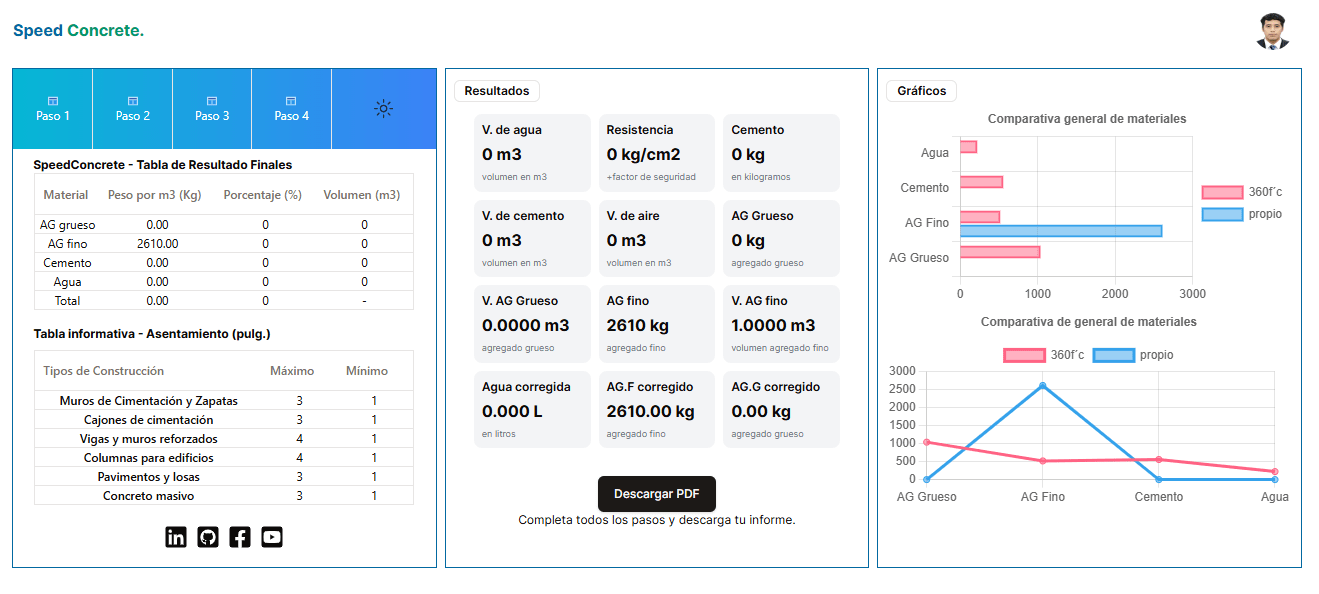 Speed Concrete.
Paso 1 Paso 2 Paso 3 Paso 4
SpeedConcrete - Tabla de Resultado Finales
Material Peso por m3 (Kg) Porcentaje (%) Volumen (m3)
AG grueso 0.00 0 0
AG fino 2610.00 0 0
Cemento 0.00 0 0
Agua 0.00 0 0
Total 0.00 0 -
Tabla informativa - Asentamiento (pulg.)
Tipos de Construcción Máximo Mínimo
Muros de Cimentación y Zapatas 3 1
Cajones de cimentación 3 1
Vigas y muros reforzados 4 1
Columnas para edificios 4 1
Pavimentos y losas 3 1
Concreto masivo 3 1
Resultados
V. de agua Resistencia Cemento
0 m3 0 kg/cm2 0 kg
volumen en m3 +factor de seguridad en kilogramos
V. de cemento V. de aire AG Grueso
0 m3 0 m3 0 kg
volumen en m3 volumen en m3 agregado grueso
V. AG Grueso AG fino V. AG fino
0.0000 m3 2610 kg 1.0000 m3
agregado grueso agregado fino volumen agregado fino
Agua corregida AG.F corregido AG.G corregido
0.000 L 2610.00 kg 0.00 kg
en litros agregado fino agregado grueso
Descargar PDF
Completa todos los pasos y descarga tu informe.
Gráficos
Comparativa general de materiales
Agua
Cemento
AG Fino
AG Grueso
0 1000 2000 3000
360f´c
propio
Comparativa de general de materiales
360f´c propio
3000
2500
2000
1500
1000
500
0
AG Grueso AG Fino Cemento Agua